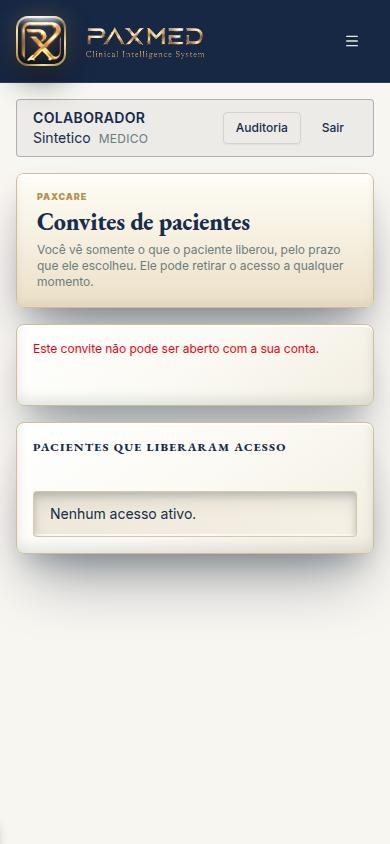 PAXMED
Clinical Intelligence System
COLABORADOR
Sintetico MEDICO
Auditoria
Sair
PAXCARE
Convites de pacientes
Você vê somente o que o paciente liberou, pelo prazo
que ele escolheu. Ele pode retirar o acesso a qualquer
momento.
Este convite não pode ser aberto com a sua conta.
PACIENTES QUE LIBERARAM ACESSO
Nenhum acesso ativo.